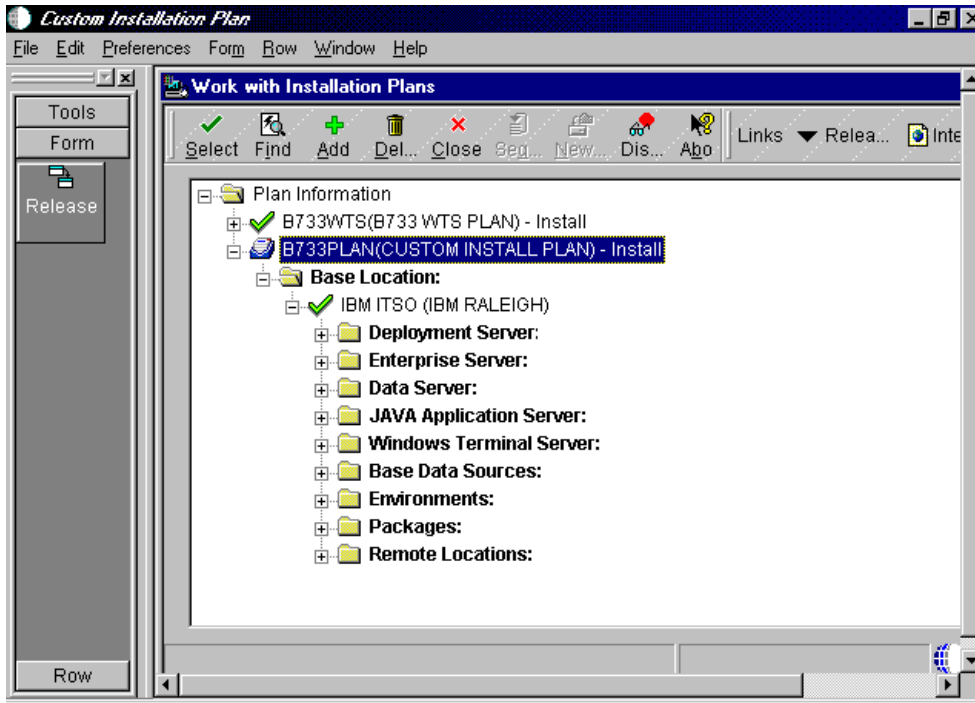 Custom Installation Plan
File Edit Preferences Form Row Window Help
Work with Installation Plans
Tools
Form
Release
Row
Select Find Add Del... Close Seq... New... Dis... Abo Links Relea... Inte
Plan Information
B733WTS(B733 WTS PLAN) - Install
B733PLAN(CUSTOM INSTALL PLAN) - Install
Base Location:
IBM ITSO (IBM RALEIGH)
Deployment Server:
Enterprise Server:
Data Server:
JAVA Application Server:
Windows Terminal Server:
Base Data Sources:
Environments:
Packages:
Remote Locations: